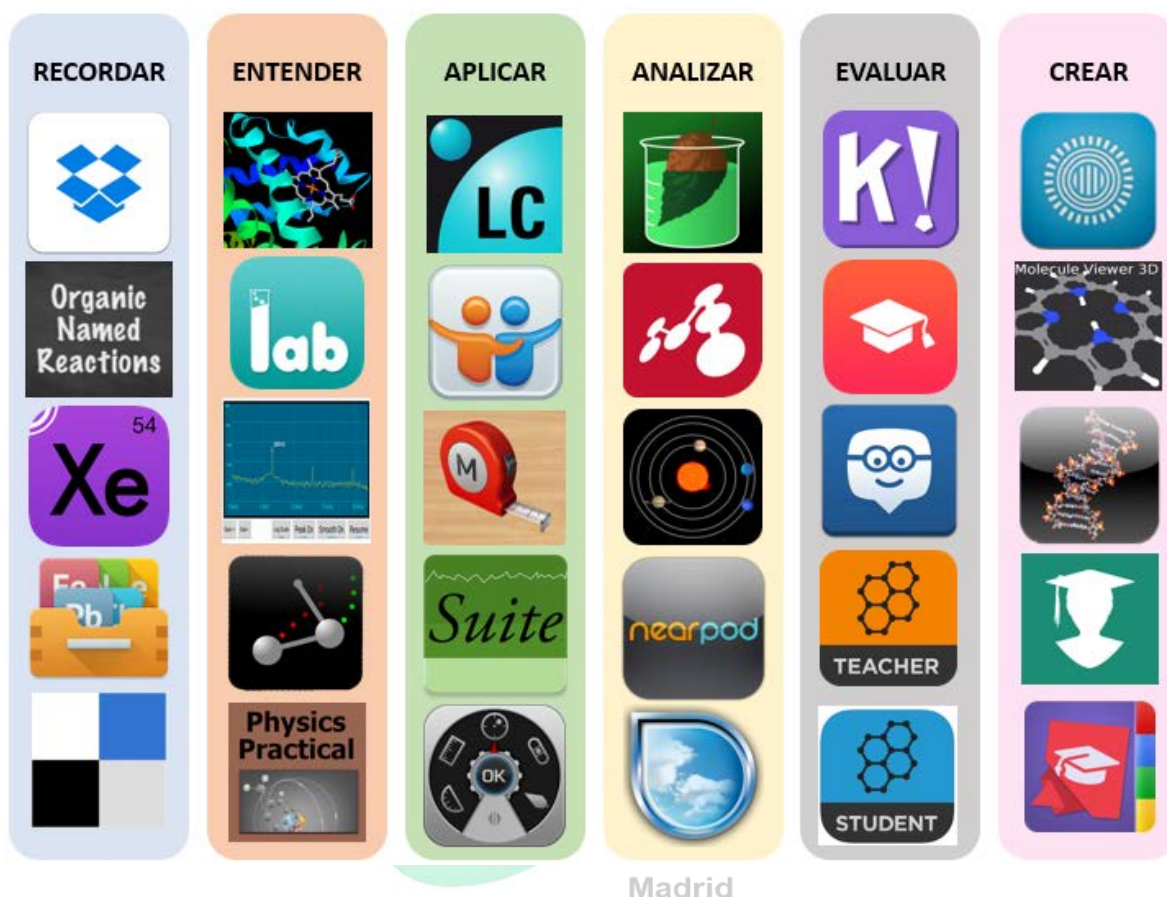 RECORDAR
ENTENDER
APLICAR
ANALIZAR
EVALUAR
CREAR
LC
K!
Organic
Named
Reactions
lab
Molecule Viewer 3D
54
Xe
M
Pb
Suite
nearpod
TEACHER
Physics
Practical
OK
STUDENT
Madrid